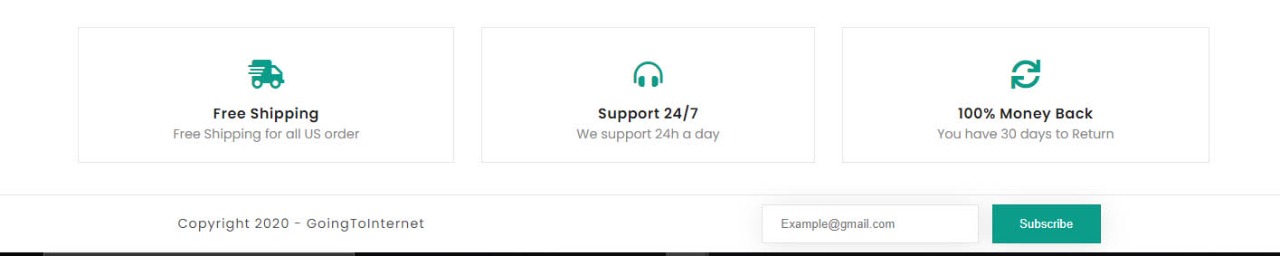 Free Shipping
Free Shipping for all US order
Support 24/7
We support 24h a day
100% Money Back
You have 30 days to Return
Copyright 2020 - GoingToInternet
Example@gmail.com
Subscribe